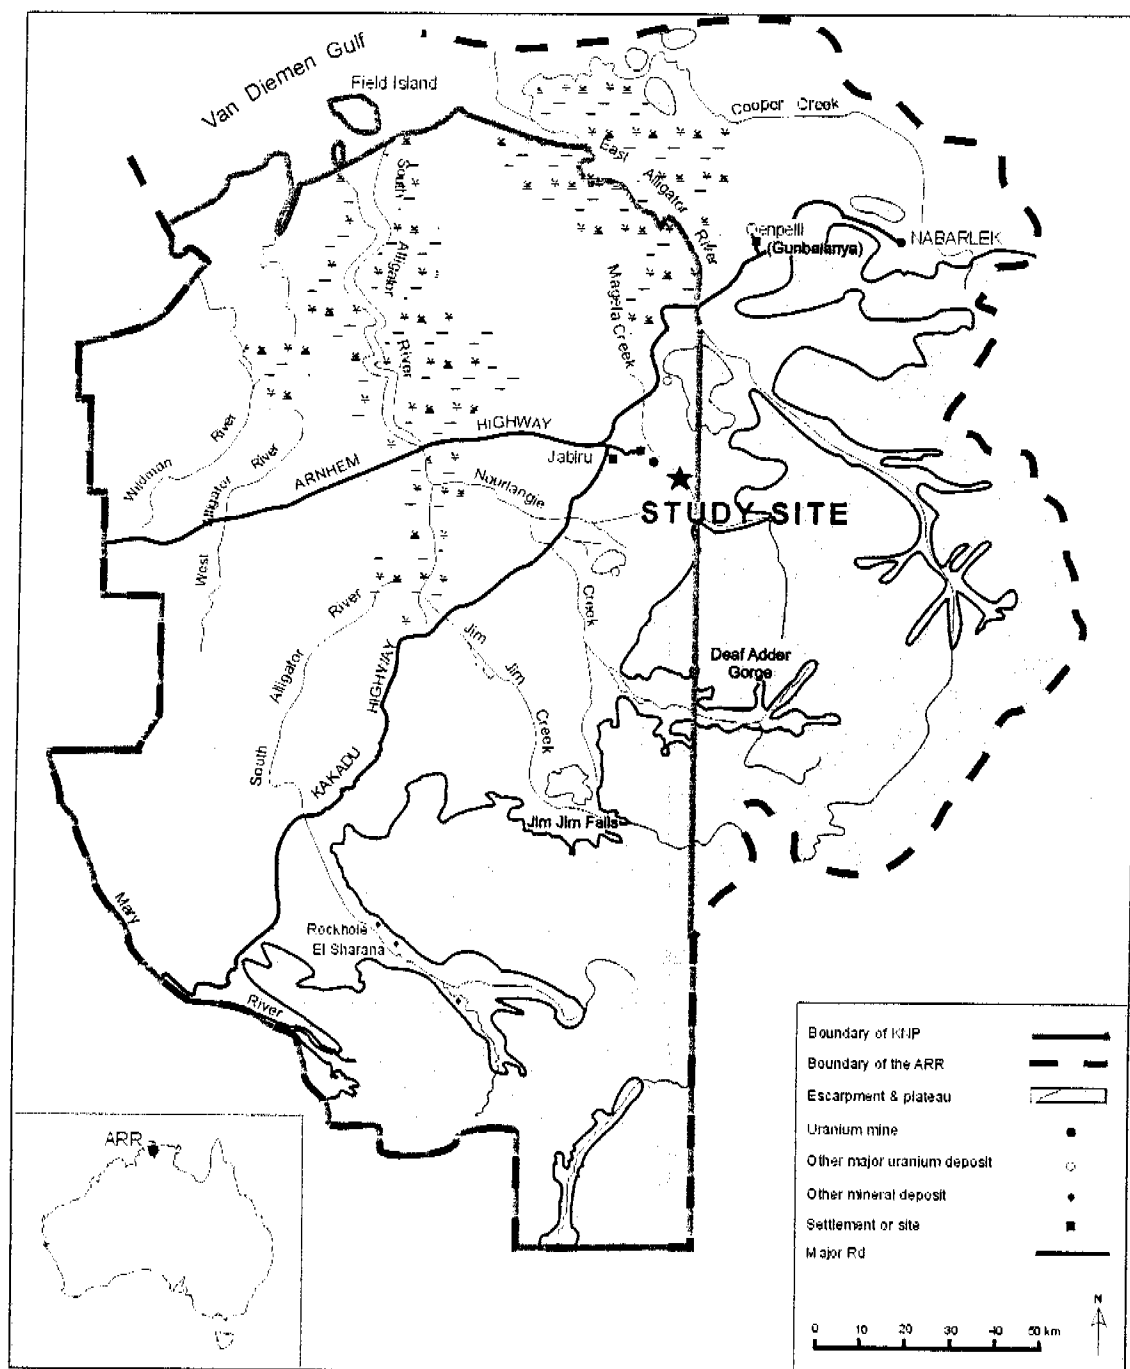 Van Diemen Gulf
Field Island
Cooper Creek
East
Alligator
River
South
Alligator
River
Oenpelli
(Gunbalanya)
NABARLEK
Magela Creek
Wildman
River
West
Alligator
River
ARNHEM
HIGHWAY
Jabiru
Nourlangie
Creek
STUDY SITE
South
Alligator
River
Jim
Jim
Creek
KAKADU
HIGHWAY
Deaf Adder
Gorge
Jim Jim Falls
Mary
River
Rockhole
El Sharana
ARR
Boundary of KNP
Boundary of the ARR
Escarpment & plateau
Uranium mine
Other major uranium deposit
Other mineral deposit
Settlement or site
Major Rd
N
0 10 20 30 40 50 km